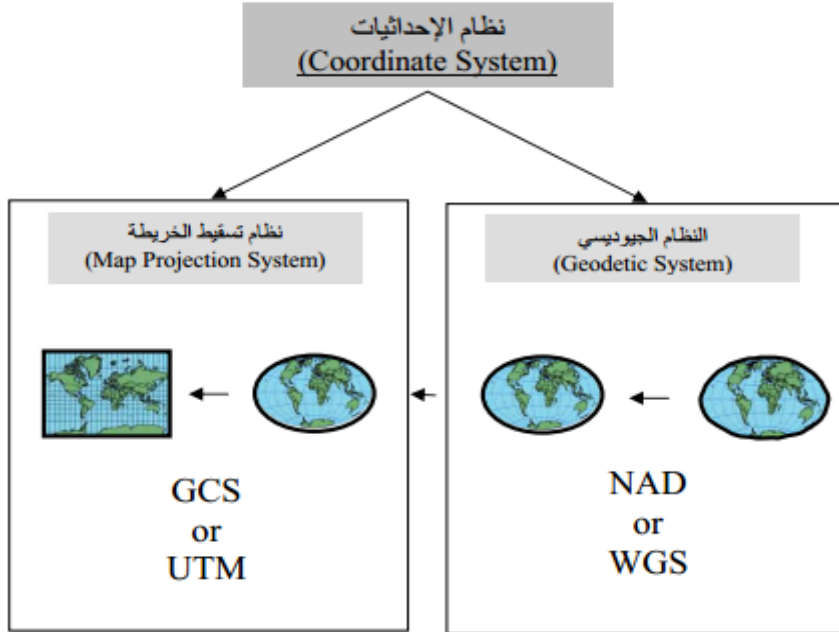 نظام الإحداثيات
(Coordinate System)
النظام الجيوديسي
(Geodetic System)
NAD
or
WGS
نظام تسقيط الخريطة
(Map Projection System)
GCS
or
UTM